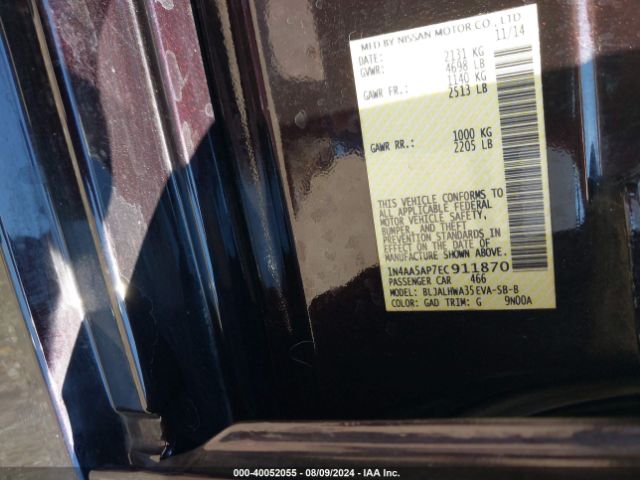 MFD BY NISSAN MOTOR CO., LTD
DATE: 11/14
GVWR: 2131 KG
4698 LB
GAWR FR.: 1140 KG
2513 LB
GAWR RR.: 1000 KG
2205 LB
THIS VEHICLE CONFORMS TO
ALL APPLICABLE FEDERAL
MOTOR VEHICLE SAFETY,
BUMPER, AND THEFT
PREVENTION STANDARDS IN
EFFECT ON THE DATE OF
MANUFACTURE SHOWN ABOVE.
1N4AA5AP7EC911870
PASSENGER CAR 466
MODEL: BLJALHWA35EVA-SB-B
COLOR: GAD TRIM: G 9N00A
000-40052055 - 08/09/2024 - IAA Inc.